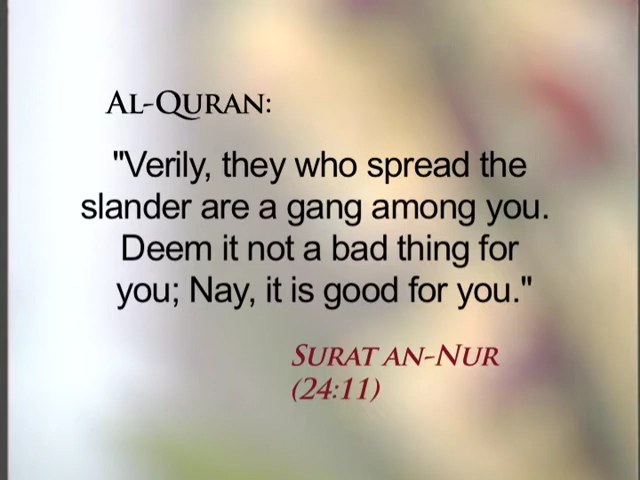 AL-QURAN:
"Verily, they who spread the
slander are a gang among you.
Deem it not a bad thing for
you; Nay, it is good for you."
SURAT AN-NUR
(24:11)